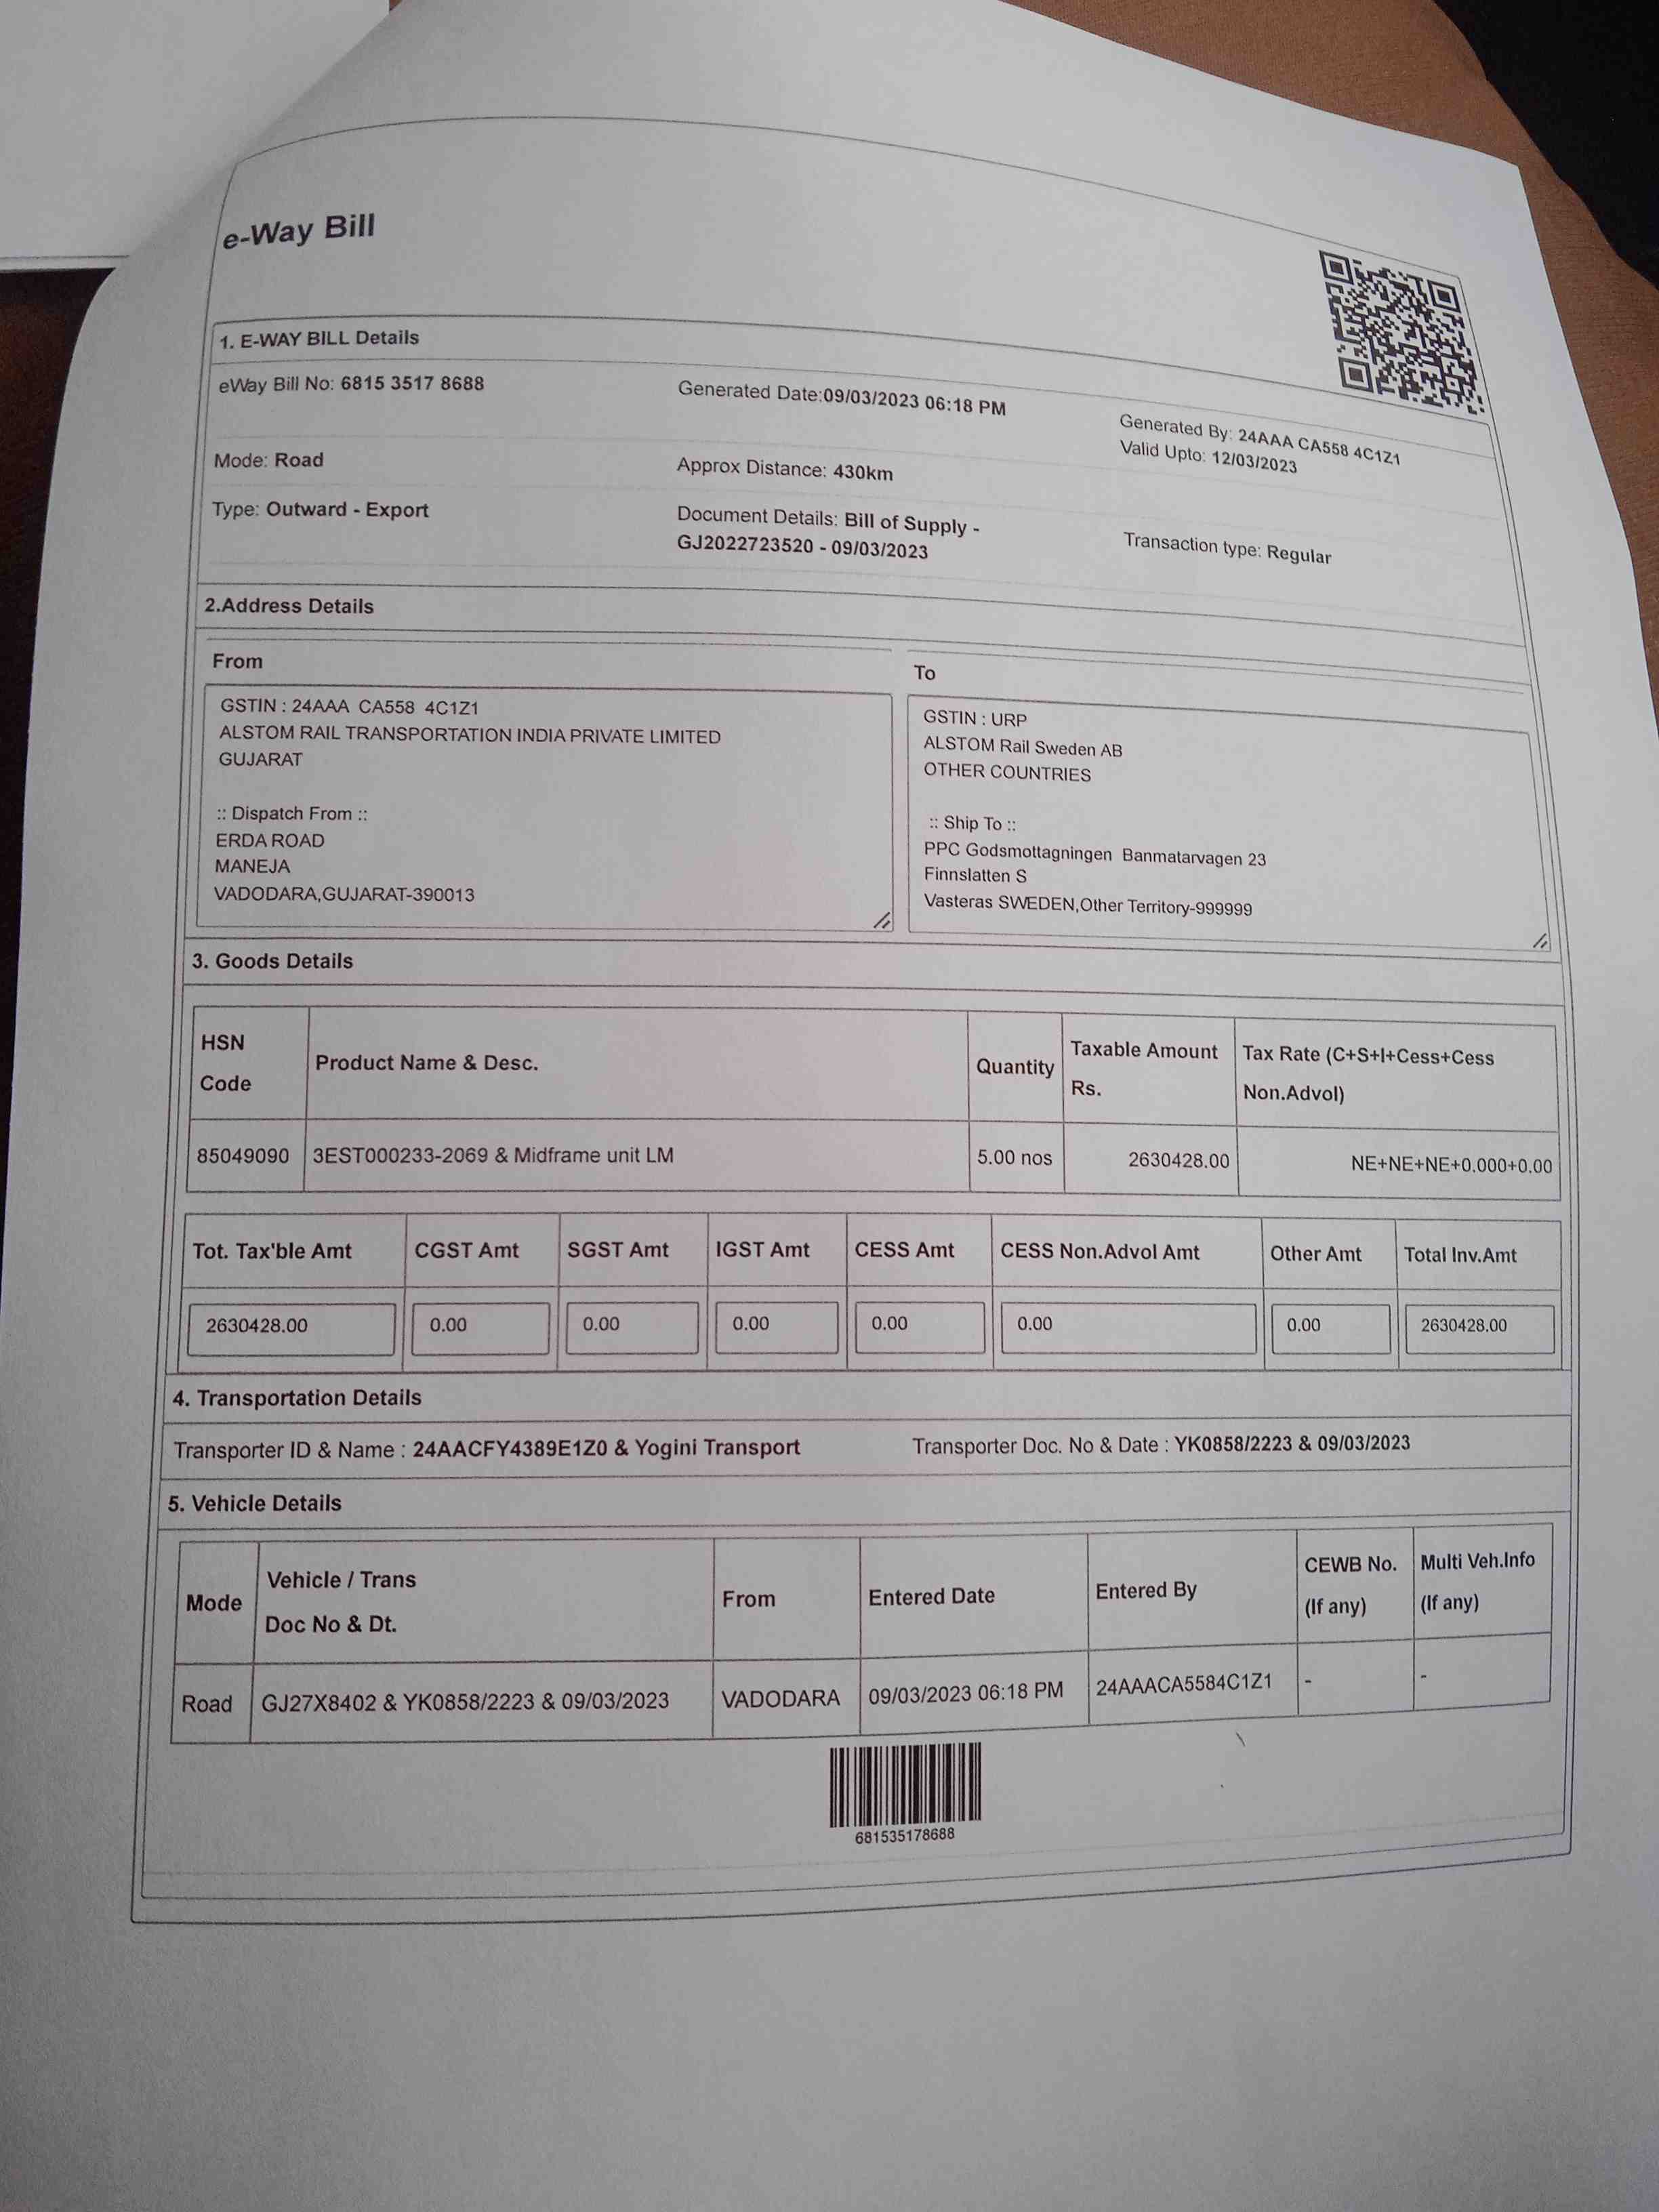 e-Way Bill
1. E-WAY BILL Details
eWay Bill No: 6815 3517 8688
Generated Date:09/03/2023 06:18 PM
Generated By: 24AAA CA558 4C1Z1
Valid Upto: 12/03/2023
Mode: Road
Approx Distance: 430km
Type: Outward - Export
Document Details: Bill of Supply -
GJ2022723520 - 09/03/2023
Transaction type: Regular
2.Address Details
From
GSTIN : 24AAA CA558 4C1Z1
ALSTOM RAIL TRANSPORTATION INDIA PRIVATE LIMITED
GUJARAT
:: Dispatch From ::
ERDA ROAD
MANEJA
VADODARA,GUJARAT-390013
To
GSTIN : URP
ALSTOM Rail Sweden AB
OTHER COUNTRIES
:: Ship To ::
PPC Godsmottagningen Banmatarvagen 23
Finnslatten S
Vasteras SWEDEN,Other Territory-999999
3. Goods Details
HSN
Code
Product Name & Desc.
Quantity
Taxable Amount
Rs.
Tax Rate (C+S+I+Cess+Cess
Non.Advol)
85049090 3EST000233-2069 & Midframe unit LM 5.00 nos 2630428.00 NE+NE+NE+0.000+0.00
Tot. Tax'ble Amt CGST Amt SGST Amt IGST Amt CESS Amt CESS Non.Advol Amt Other Amt Total Inv.Amt
2630428.00 0.00 0.00 0.00 0.00 0.00 0.00 2630428.00
4. Transportation Details
Transporter ID & Name : 24AACFY4389E1Z0 & Yogini Transport
Transporter Doc. No & Date : YK0858/2223 & 09/03/2023
5. Vehicle Details
Mode
Vehicle / Trans
Doc No & Dt.
From
Entered Date
Entered By
CEWB No.
(If any)
Multi Veh.Info
(If any)
Road GJ27X8402 & YK0858/2223 & 09/03/2023 VADODARA 09/03/2023 06:18 PM 24AAACA5584C1Z1 - -
681535178688